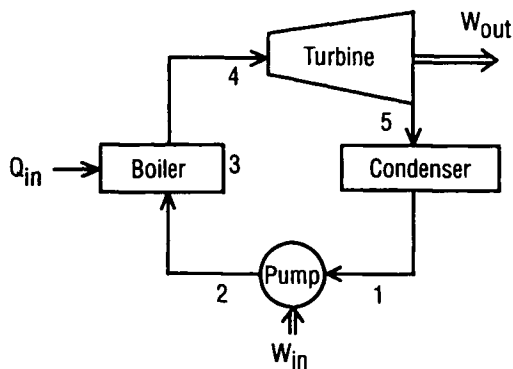 W_out
Turbine
4
5
Q_in
Boiler
3
Condenser
Pump
2
1
W_in